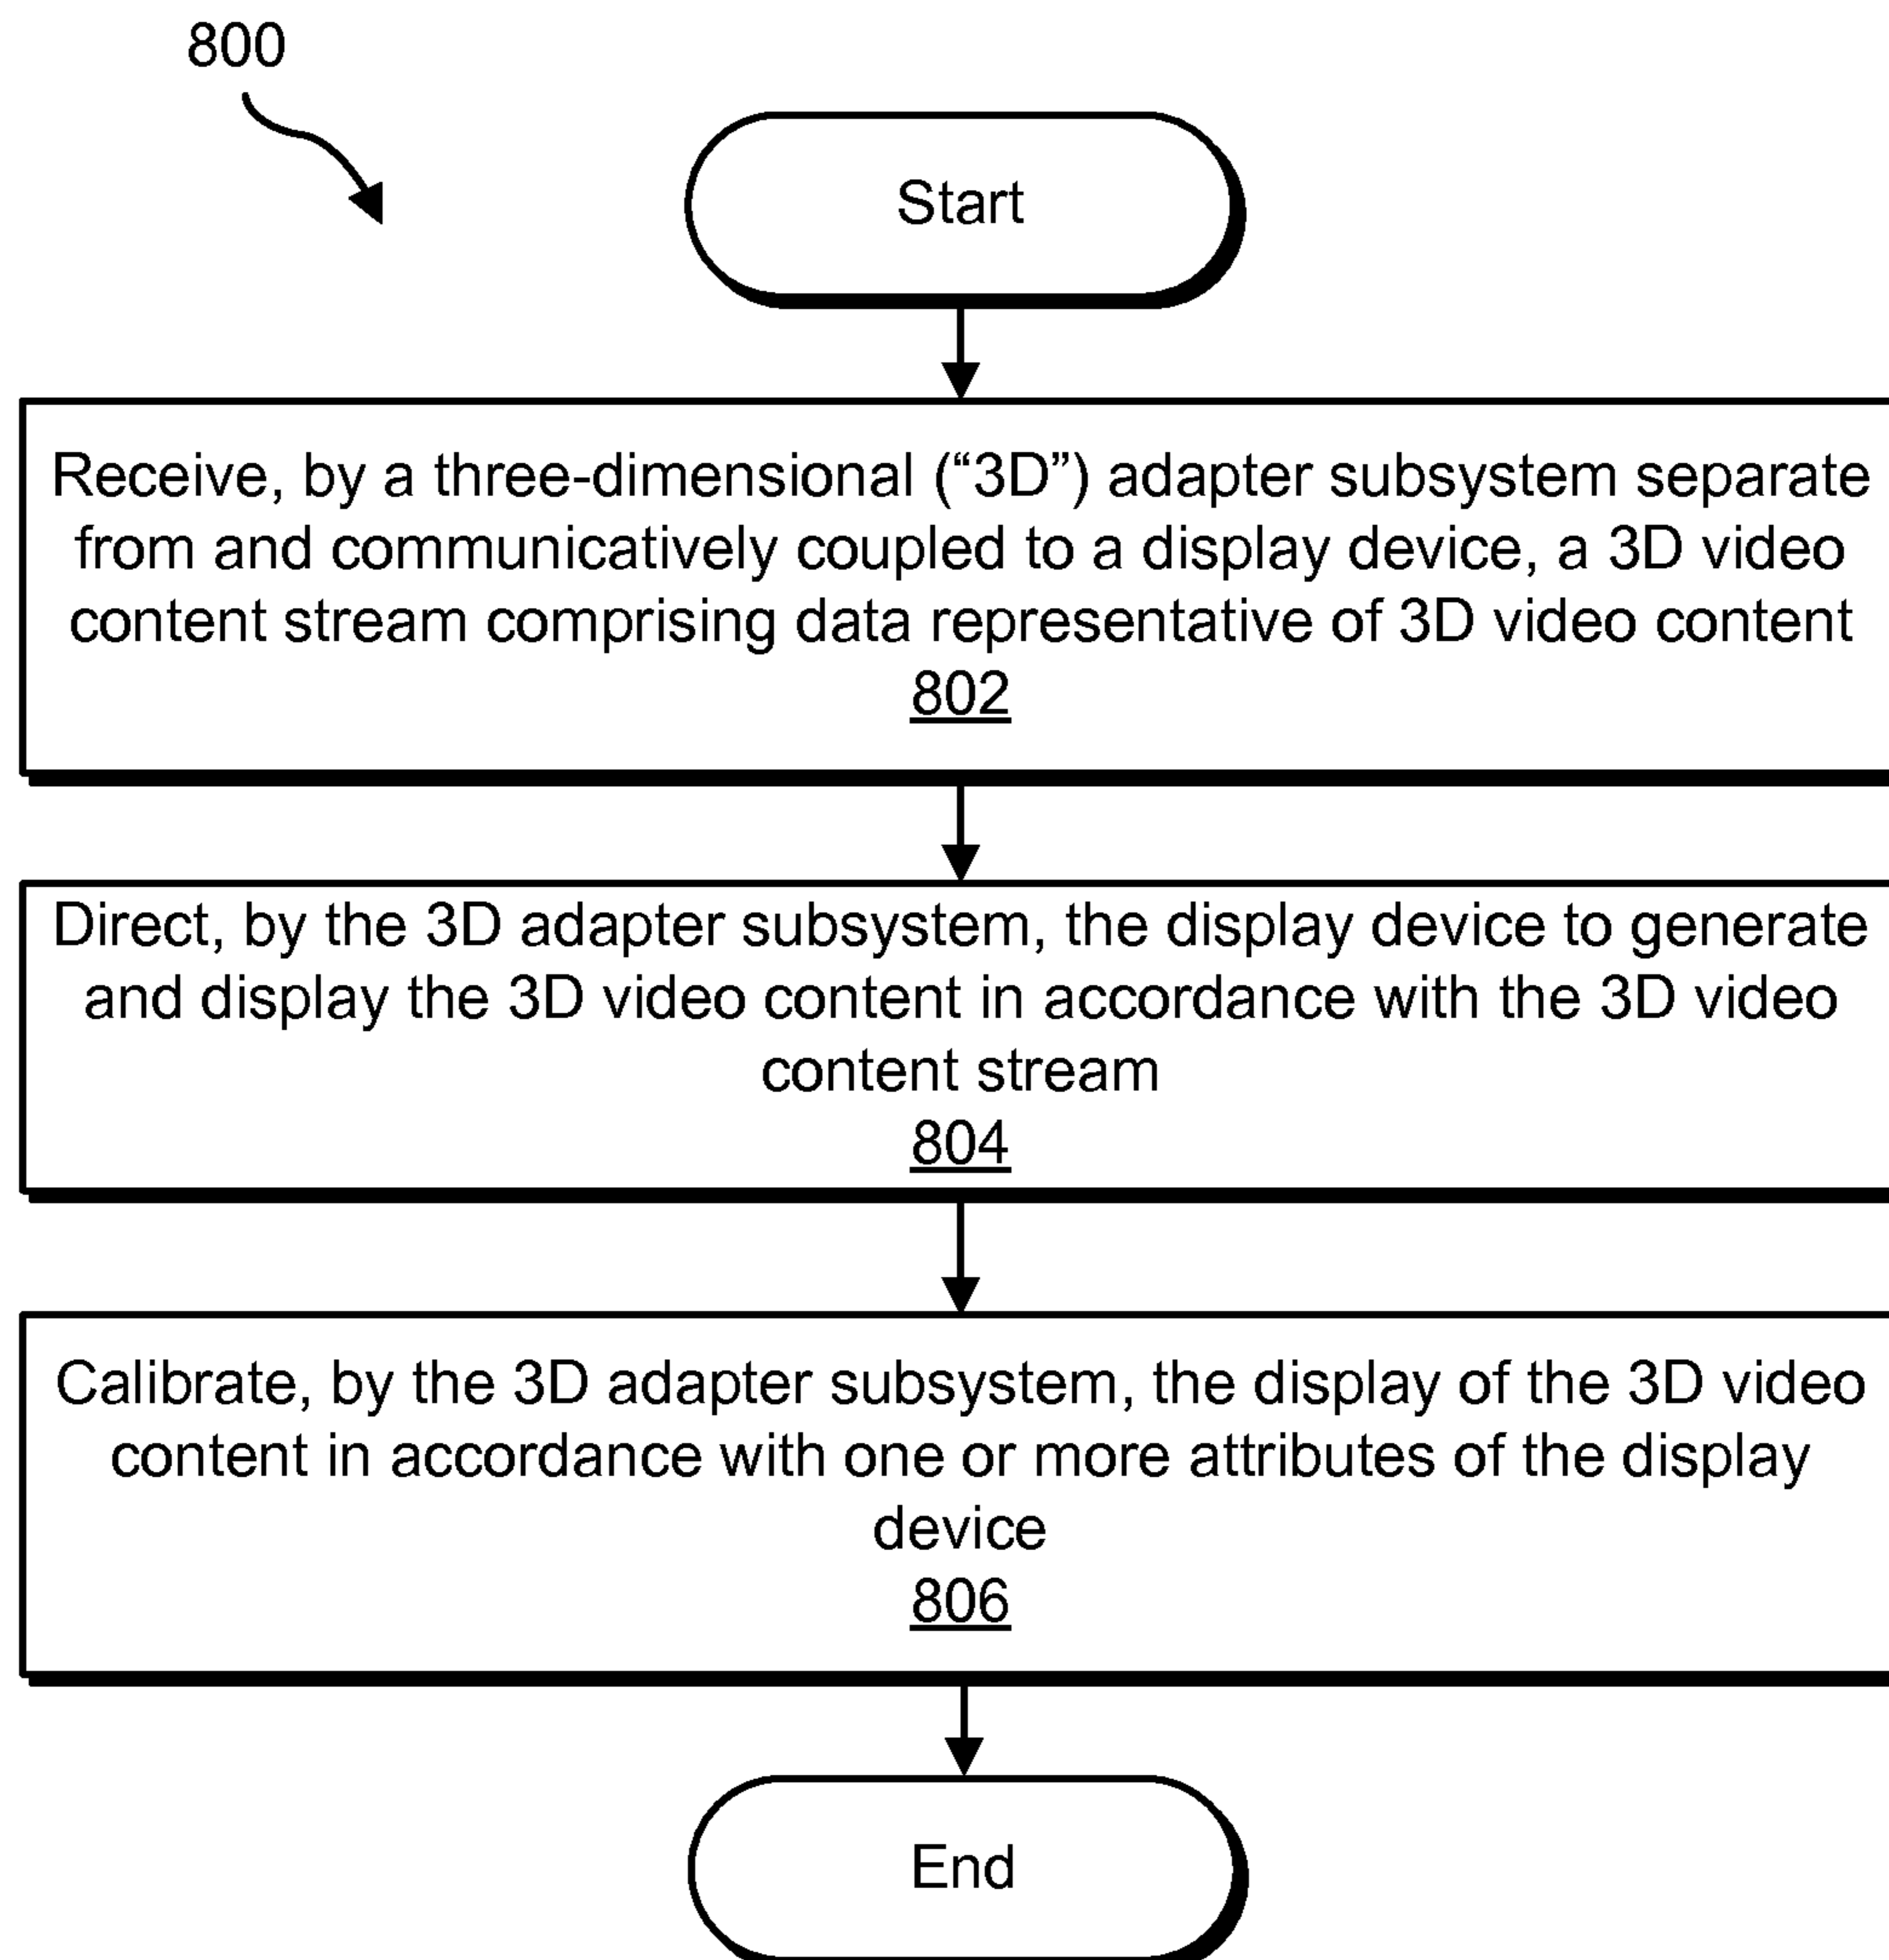 800
Start
Receive, by a three-dimensional (“3D”) adapter subsystem separate
from and communicatively coupled to a display device, a 3D video
content stream comprising data representative of 3D video content
802
Direct, by the 3D adapter subsystem, the display device to generate
and display the 3D video content in accordance with the 3D video
content stream
804
Calibrate, by the 3D adapter subsystem, the display of the 3D video
content in accordance with one or more attributes of the display
device
806
End